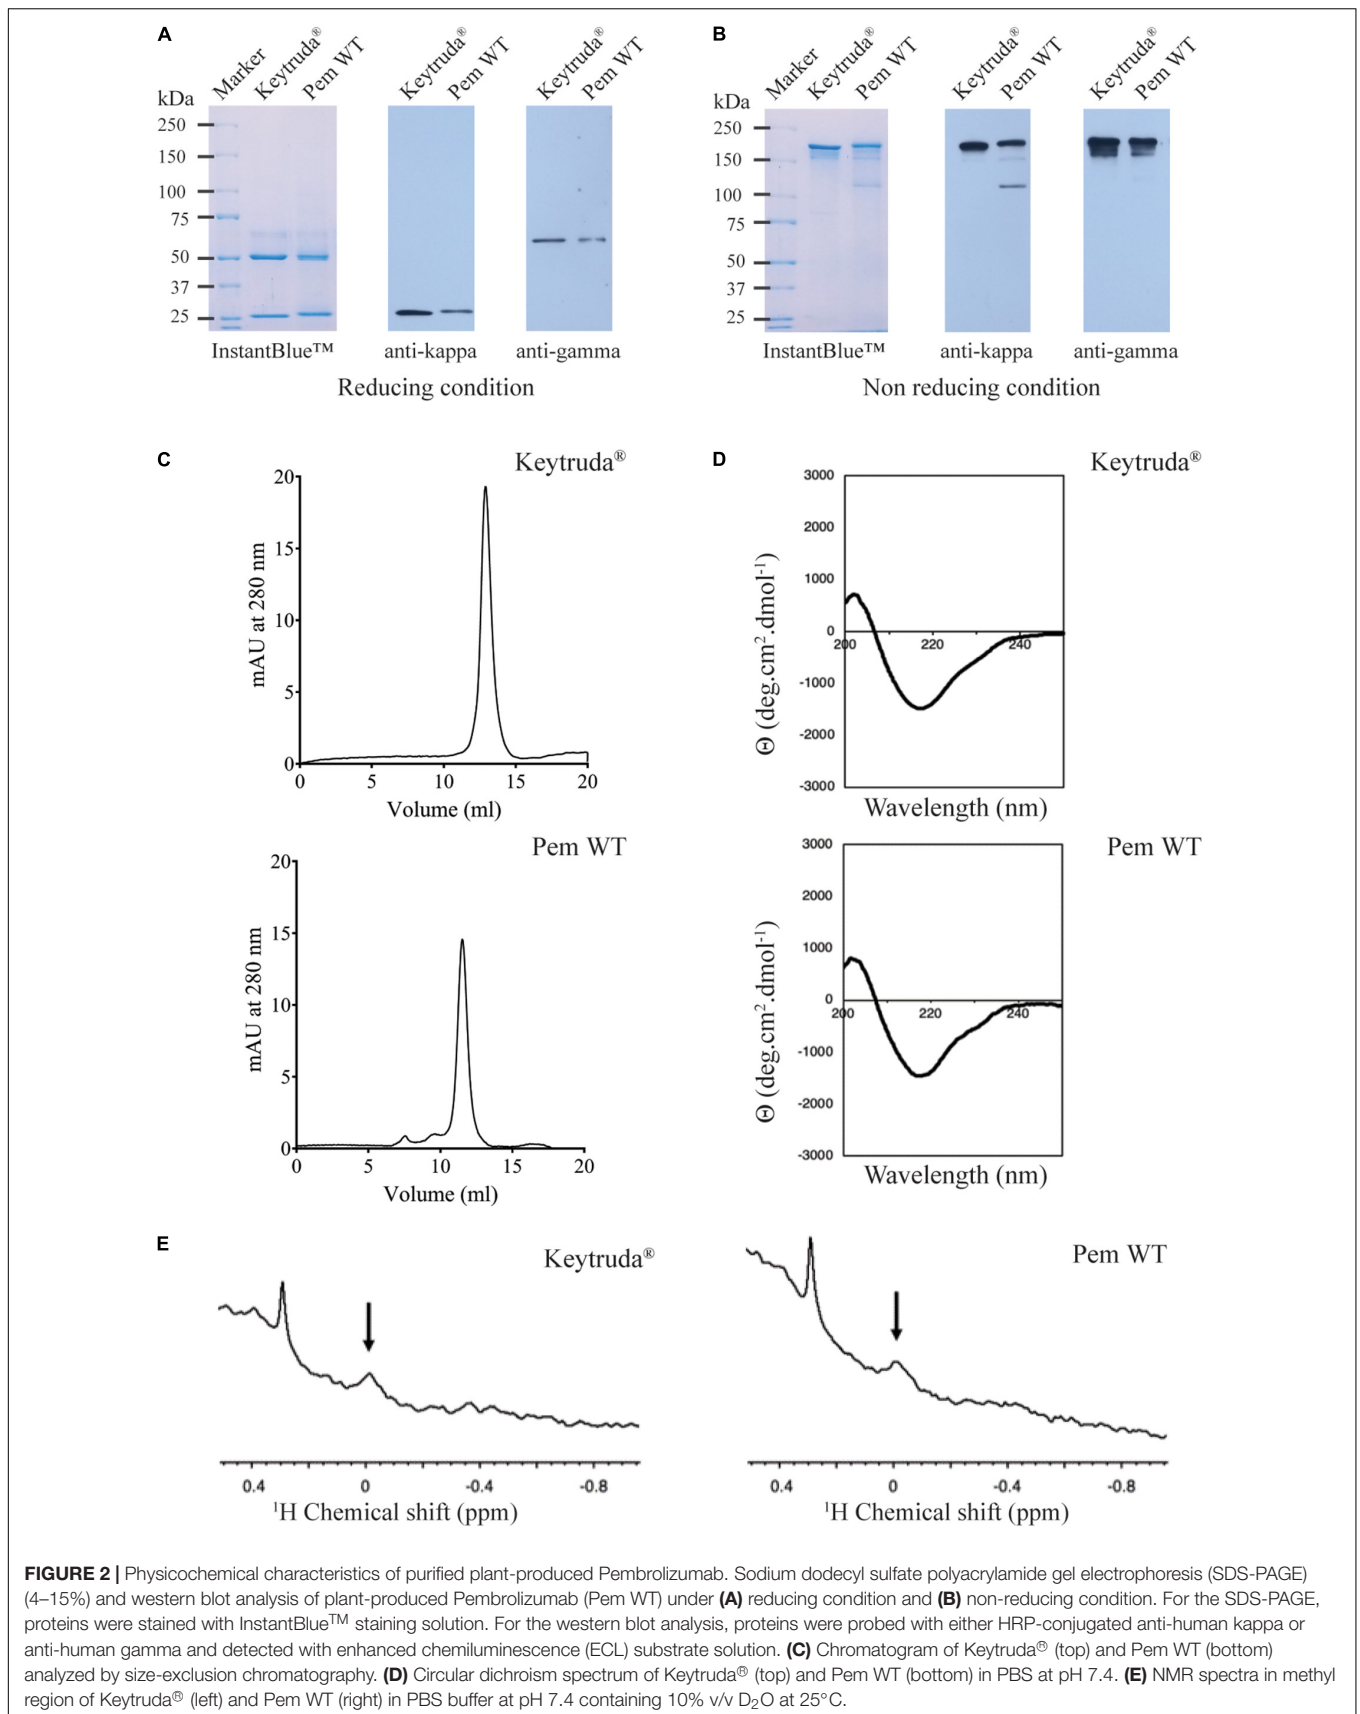 A
Marker
Keytruda®
Pem WT
Keytruda®
Pem WT
Keytruda®
Pem WT
kDa
250
150
100
75
50
37
25
InstantBlue™
anti-kappa
anti-gamma
Reducing condition
B
Marker
Keytruda®
Pem WT
Keytruda®
Pem WT
Keytruda®
Pem WT
kDa
250
150
100
75
50
37
25
InstantBlue™
anti-kappa
anti-gamma
Non reducing condition
C
Keytruda®
20
15
10
5
0
mAU at 280 nm
0 5 10 15 20
Volume (ml)
Pem WT
20
15
10
5
0
mAU at 280 nm
0 5 10 15 20
Volume (ml)
D
Keytruda®
3000
2000
1000
0
-1000
-2000
-3000
Θ (deg.cm².dmol⁻¹)
200 220 240
Wavelength (nm)
Pem WT
3000
2000
1000
0
-1000
-2000
-3000
Θ (deg.cm².dmol⁻¹)
200 220 240
Wavelength (nm)
E
Keytruda®
0.4 0 -0.4 -0.8
¹H Chemical shift (ppm)
Pem WT
0.4 0 -0.4 -0.8
¹H Chemical shift (ppm)
FIGURE 2 | Physicochemical characteristics of purified plant-produced Pembrolizumab. Sodium dodecyl sulfate polyacrylamide gel electrophoresis (SDS-PAGE)
(4–15%) and western blot analysis of plant-produced Pembrolizumab (Pem WT) under (A) reducing condition and (B) non-reducing condition. For the SDS-PAGE,
proteins were stained with InstantBlue™ staining solution. For the western blot analysis, proteins were probed with either HRP-conjugated anti-human kappa or
anti-human gamma and detected with enhanced chemiluminescence (ECL) substrate solution. (C) Chromatogram of Keytruda® (top) and Pem WT (bottom)
analyzed by size-exclusion chromatography. (D) Circular dichroism spectrum of Keytruda® (top) and Pem WT (bottom) in PBS at pH 7.4. (E) NMR spectra in methyl
region of Keytruda® (left) and Pem WT (right) in PBS buffer at pH 7.4 containing 10% v/v D₂O at 25°C.